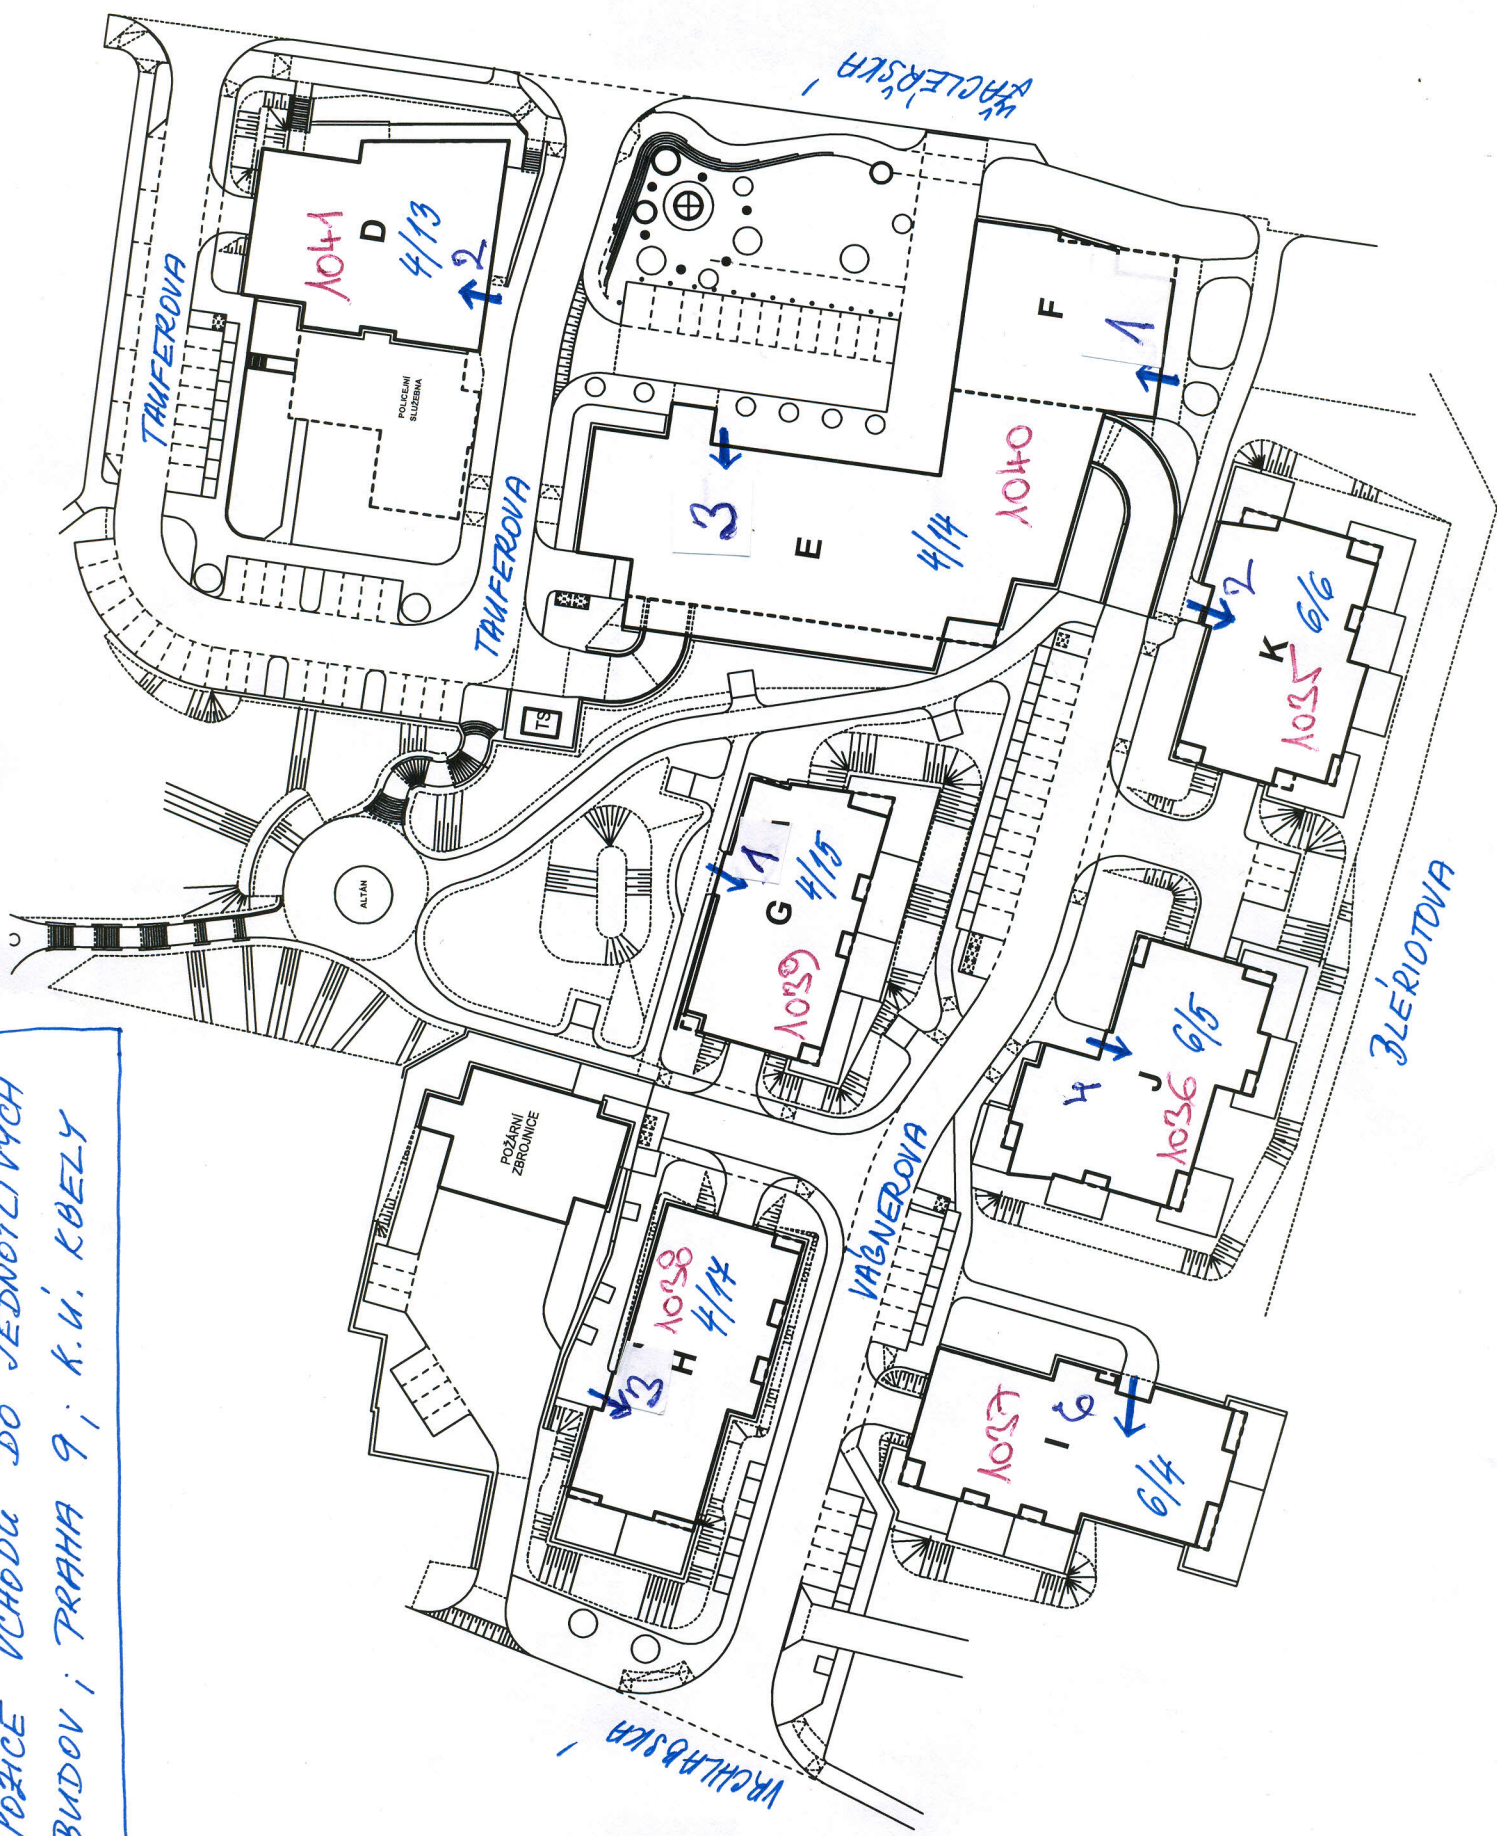 POZICE VCHODU DO JEDNOTLIVÝCH
BUDOV ; PRAHA 9 ; K.Ú. KBELY
TAUFEROVA
1041
D
4/13
2
POLICEJNÍ
SLUŽEBNA
TAUFEROVA
ŽACLÉŘSKÁ
3
E
4/14
1040
F
1
TS
ALTÁN
1
G
4/15
1039
K
2
6/6
1035
BLÉRIOTOVA
J
4
6/5
1036
POŽÁRNÍ
ZBROJNICE
VÁGNEROVA
1038
4/17
H
3
1037
I
6
6/4
VRCHLABSKÁ